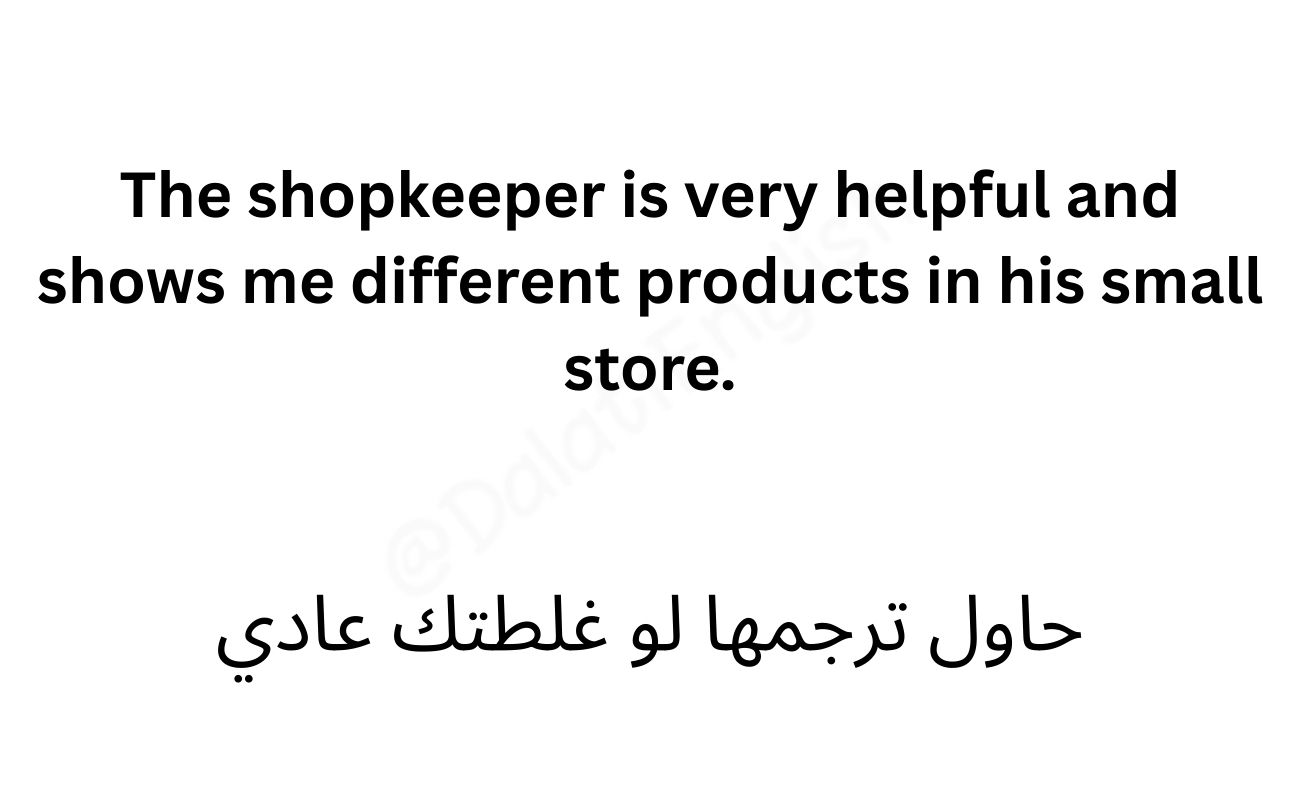 The shopkeeper is very helpful and
shows me different products in his small
store.
@DalatEnglish
حاول ترجمها لو غلطتك عادي